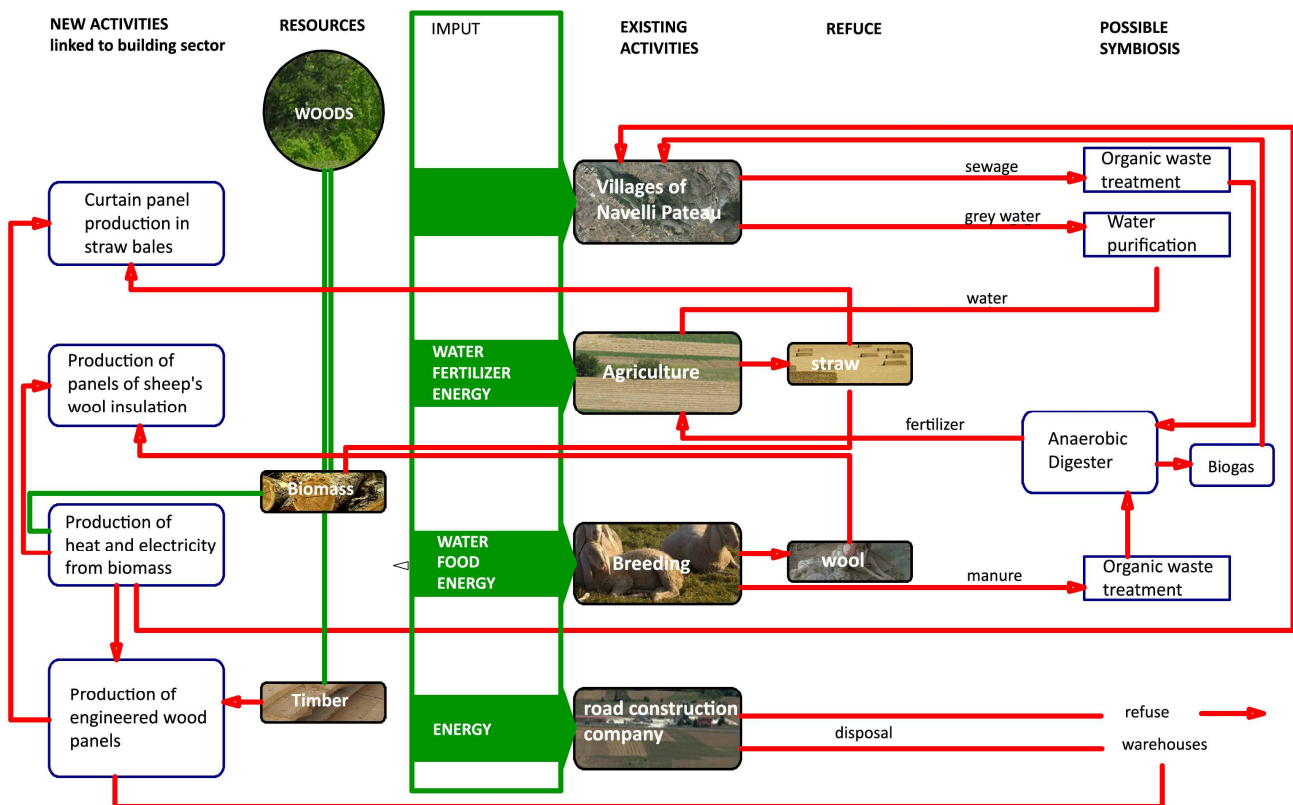 NEW ACTIVITIES
linked to building sector
RESOURCES
IMPUT
EXISTING
ACTIVITIES
REFUCE
POSSIBLE
SYMBIOSIS
WOODS
Villages of
Navelli Pateau
sewage
Organic waste
treatment
grey wager
Water
purification
Curtain panel
production in
straw bales
water
WATER
FERTILIZER
ENERGY
Agriculture
straw
Production of
panels of sheep's
wool insulation
fertilizer
Anaerobic
Digester
Biogas
Biomass
Production of
heat and electricity
from biomass
WATER
FOOD
ENERGY
Breeding
wool
manure
Organic waste
treatment
Production of
engineered wood
panels
Timber
ENERGY
road construction
company
disposal
refuse
warehouses